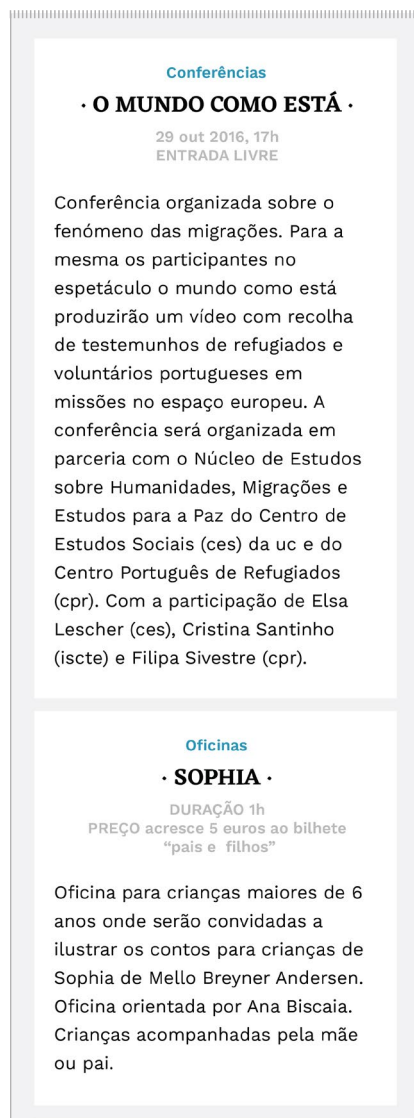 Conferências
· O MUNDO COMO ESTÁ ·
29 out 2016, 17h
ENTRADA LIVRE
Conferência organizada sobre o
fenómeno das migrações. Para a
mesma os participantes no
espetáculo o mundo como está
produzirão um vídeo com recolha
de testemunhos de refugiados e
voluntários portugueses em
missões no espaço europeu. A
conferência será organizada em
parceria com o Núcleo de Estudos
sobre Humanidades, Migrações e
Estudos para a Paz do Centro de
Estudos Sociais (ces) da uc e do
Centro Português de Refugiados
(cpr). Com a participação de Elsa
Lescher (ces), Cristina Santinho
(iscte) e Filipa Sivestre (cpr).
Oficinas
· SOPHIA ·
DURAÇÃO 1h
PREÇO acresce 5 euros ao bilhete
“pais e filhos”
Oficina para crianças maiores de 6
anos onde serão convidadas a
ilustrar os contos para crianças de
Sophia de Mello Breyner Andersen.
Oficina orientada por Ana Biscaia.
Crianças acompanhadas pela mãe
ou pai.